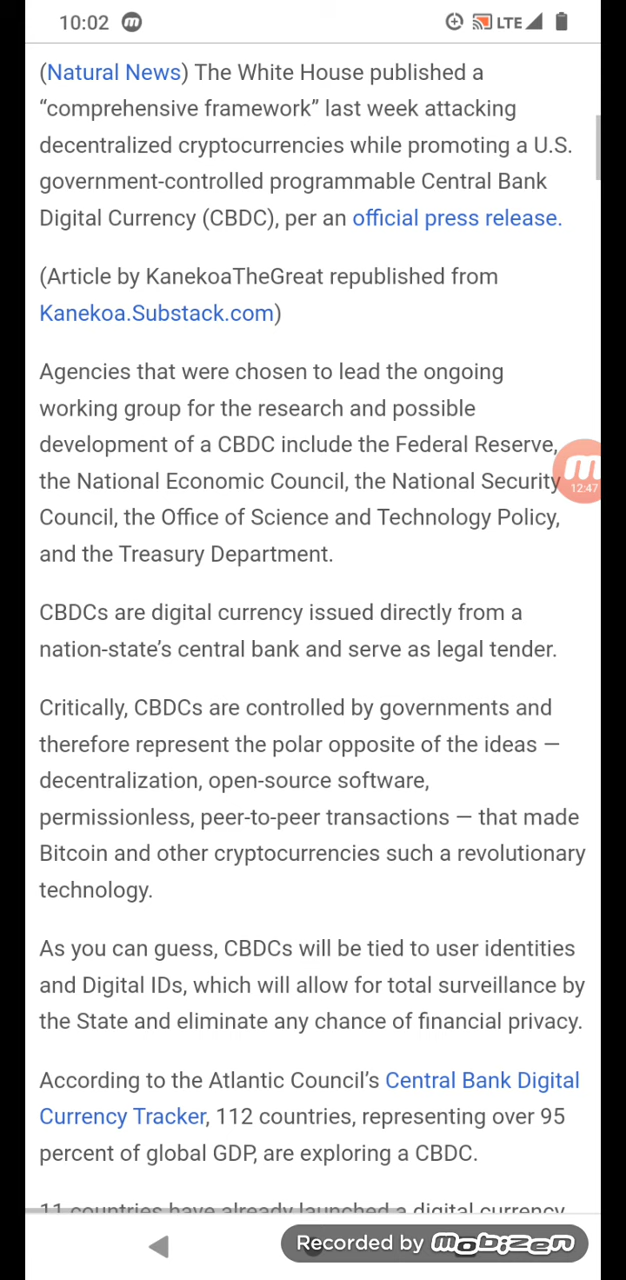 10:02
LTE
(Natural News) The White House published a
“comprehensive framework” last week attacking
decentralized cryptocurrencies while promoting a U.S.
government-controlled programmable Central Bank
Digital Currency (CBDC), per an official press release.
(Article by KanekoaTheGreat republished from
Kanekoa.Substack.com)
Agencies that were chosen to lead the ongoing
working group for the research and possible
development of a CBDC include the Federal Reserve,
the National Economic Council, the National Security
12:47
Council, the Office of Science and Technology Policy,
and the Treasury Department.
CBDCs are digital currency issued directly from a
nation-state’s central bank and serve as legal tender.
Critically, CBDCs are controlled by governments and
therefore represent the polar opposite of the ideas —
decentralization, open-source software,
permissionless, peer-to-peer transactions — that made
Bitcoin and other cryptocurrencies such a revolutionary
technology.
As you can guess, CBDCs will be tied to user identities
and Digital IDs, which will allow for total surveillance by
the State and eliminate any chance of financial privacy.
According to the Atlantic Council’s Central Bank Digital
Currency Tracker, 112 countries, representing over 95
percent of global GDP, are exploring a CBDC.
11 countries have already launched a digital currency,
Recorded by mobizen